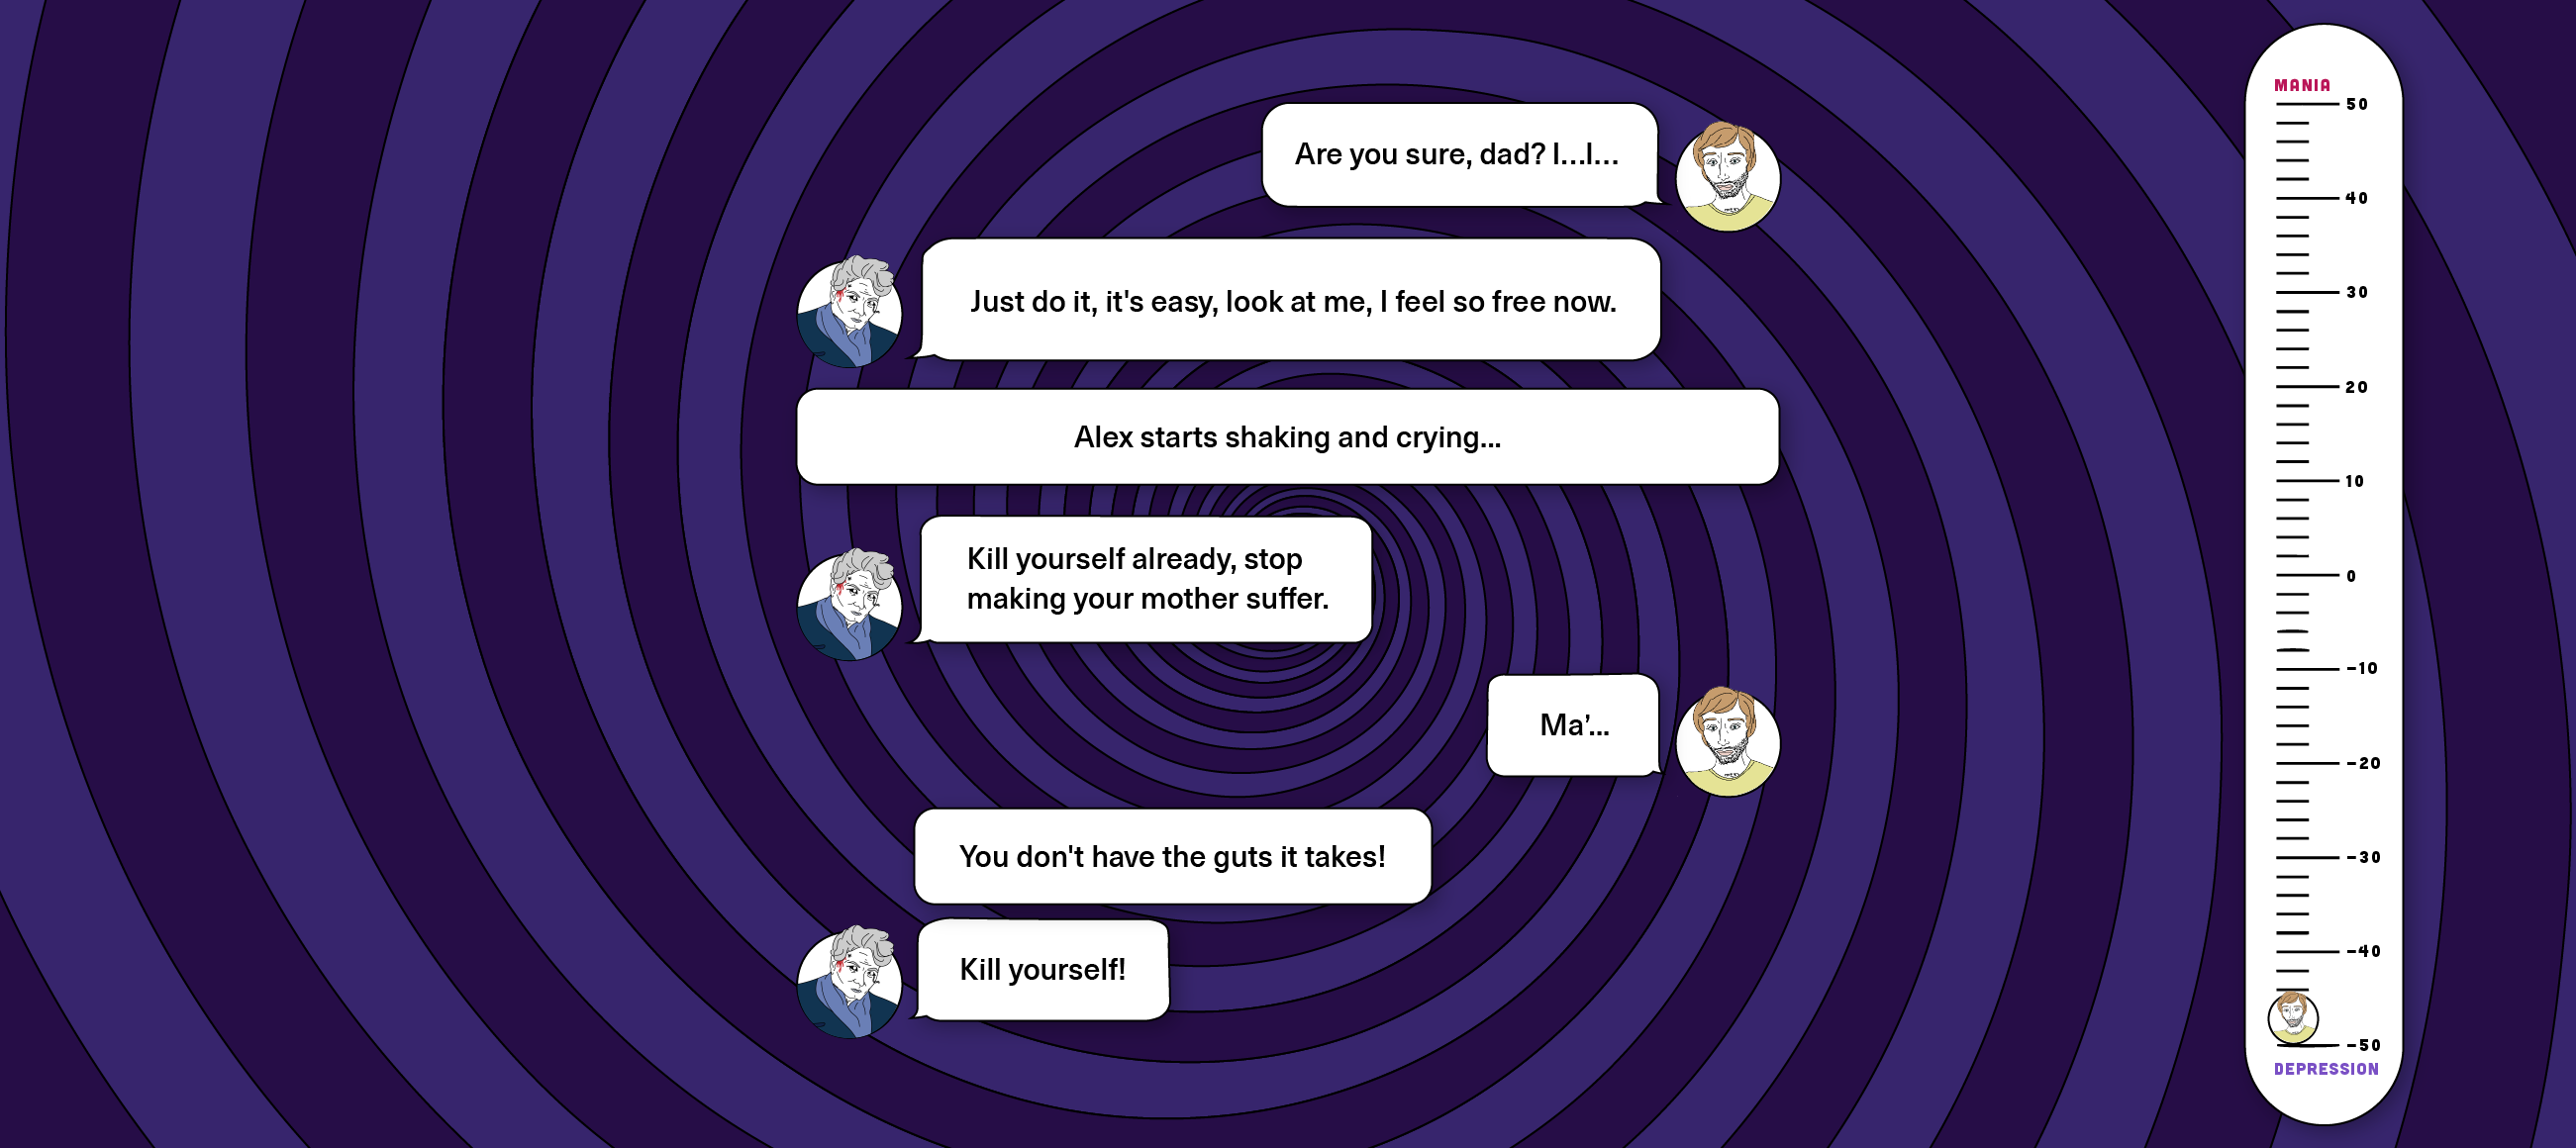 Are you sure, dad? I...I...
Just do it, it's easy, look at me, I feel so free now.
Alex starts shaking and crying...
Kill yourself already, stop
making your mother suffer.
Ma’...
You don't have the guts it takes!
Kill yourself!
MANIA
50
40
30
20
10
0
-10
-20
-30
-40
-50
DEPRESSION